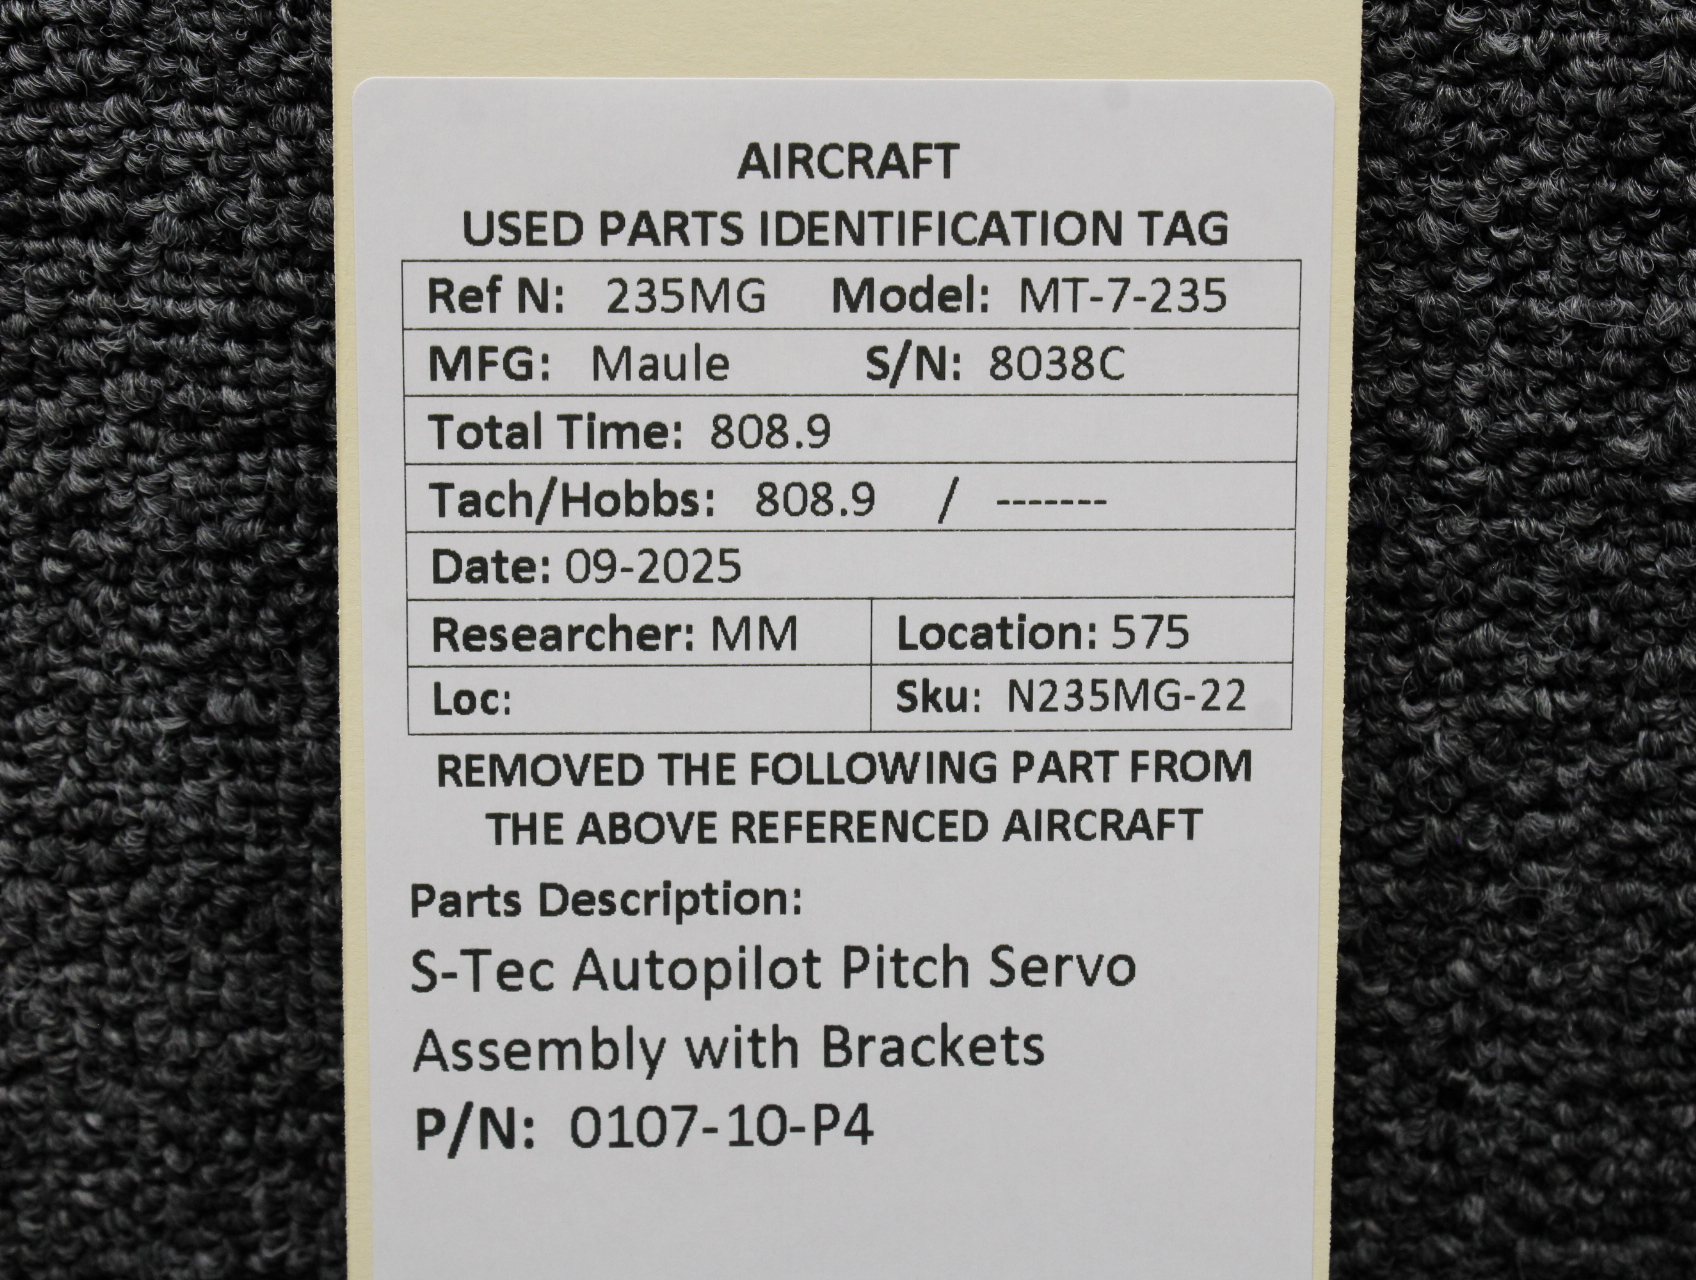 AIRCRAFT
USED PARTS IDENTIFICATION TAG
Ref N: 235MG Model: MT-7-235
MFG: Maule S/N: 8038C
Total Time: 808.9
Tach/Hobbs: 808.9 / -------
Date: 09-2025
Researcher: MM Location: 575
Loc: Sku: N235MG-22
REMOVED THE FOLLOWING PART FROM
THE ABOVE REFERENCED AIRCRAFT
Parts Description:
S-Tec Autopilot Pitch Servo
Assembly with Brackets
P/N: 0107-10-P4